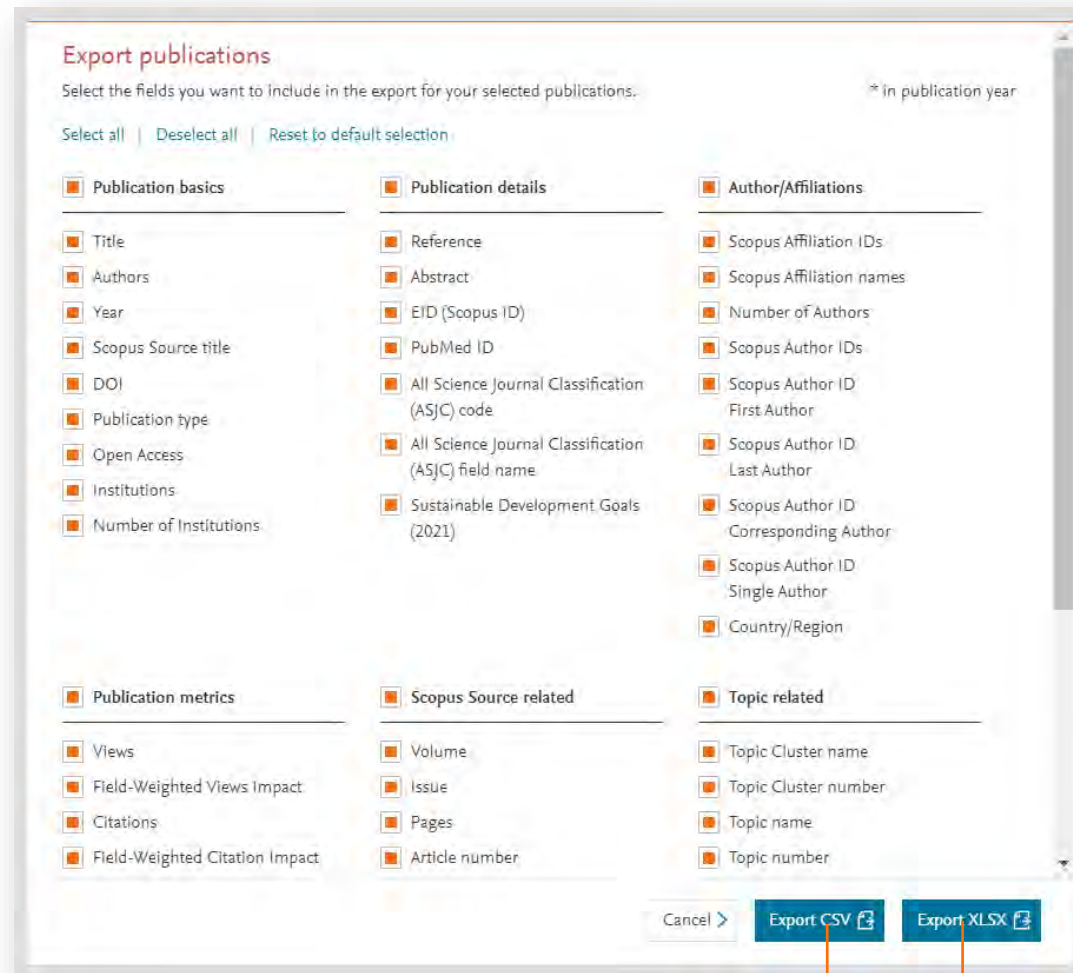 Export publications
Select the fields you want to include in the export for your selected publications.
* in publication year
Select all | Deselect all | Reset to default selection
Publication basics
Title
Authors
Year
Scopus Source title
DOI
Publication type
Open Access
Institutions
Number of Institutions
Publication details
Reference
Abstract
EID (Scopus ID)
PubMed ID
All Science Journal Classification
(ASJC) code
All Science Journal Classification
(ASJC) field name
Sustainable Development Goals
(2021)
Author/Affiliations
Scopus Affiliation IDs
Scopus Affiliation names
Number of Authors
Scopus Author IDs
Scopus Author ID
First Author
Scopus Author ID
Last Author
Scopus Author ID
Corresponding Author
Scopus Author ID
Single Author
Country/Region
Publication metrics
Views
Field-Weighted Views Impact
Citations
Field-Weighted Citation Impact
Scopus Source related
Volume
Issue
Pages
Article number
Topic related
Topic Cluster name
Topic Cluster number
Topic name
Topic number
Cancel >
Export CSV
Export XLSX